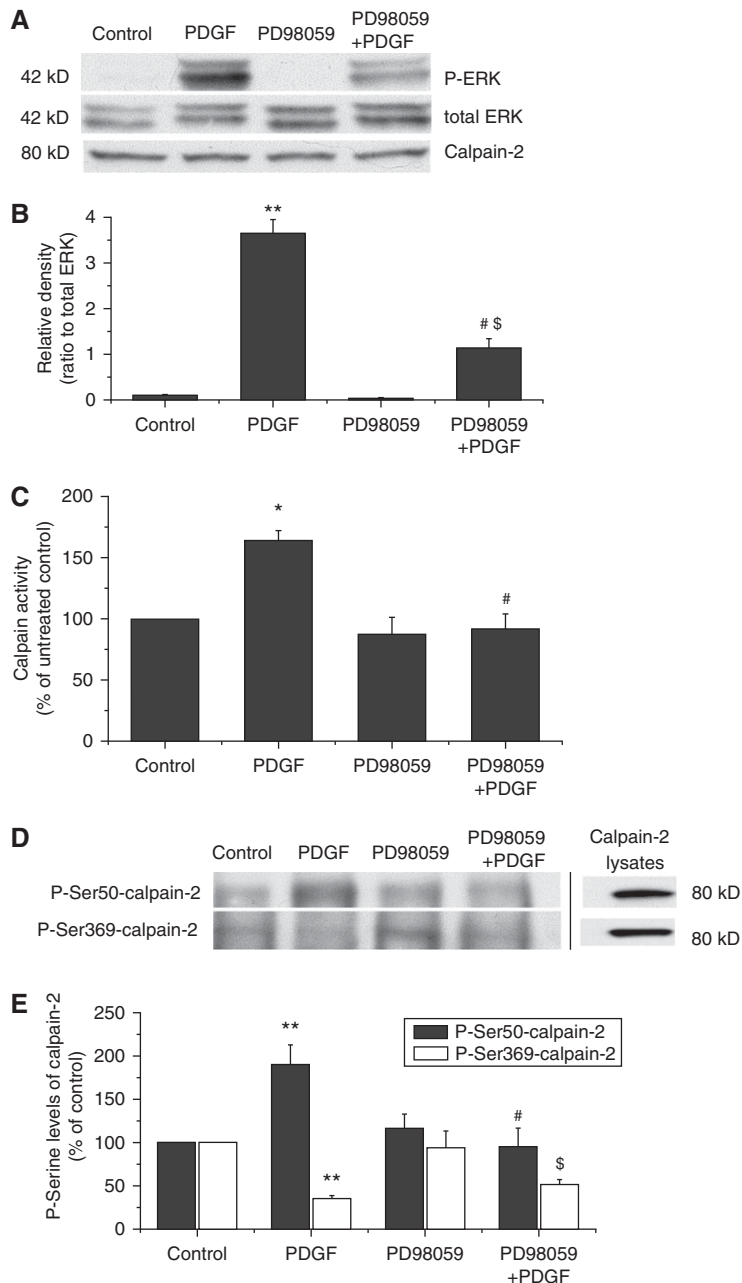 A
Control PDGF PD98059 PD98059
+PDGF
42 kD P-ERK
42 kD total ERK
80 kD Calpain-2
B
Relative density
(ratio to total ERK)
4
3
2
1
0
**
# $
Control PDGF PD98059 PD98059
+PDGF
C
Calpain activity
(% of untreated control)
200
150
100
50
0
*
#
Control PDGF PD98059 PD98059
+PDGF
D
Control PDGF PD98059 PD98059
+PDGF
Calpain-2
lysates
P-Ser50-calpain-2 80 kD
P-Ser369-calpain-2 80 kD
E
P-Serine levels of calpain-2
(% of control)
250
200
150
100
50
0
P-Ser50-calpain-2
P-Ser369-calpain-2
**
**
#
$
Control PDGF PD98059 PD98059
+PDGF